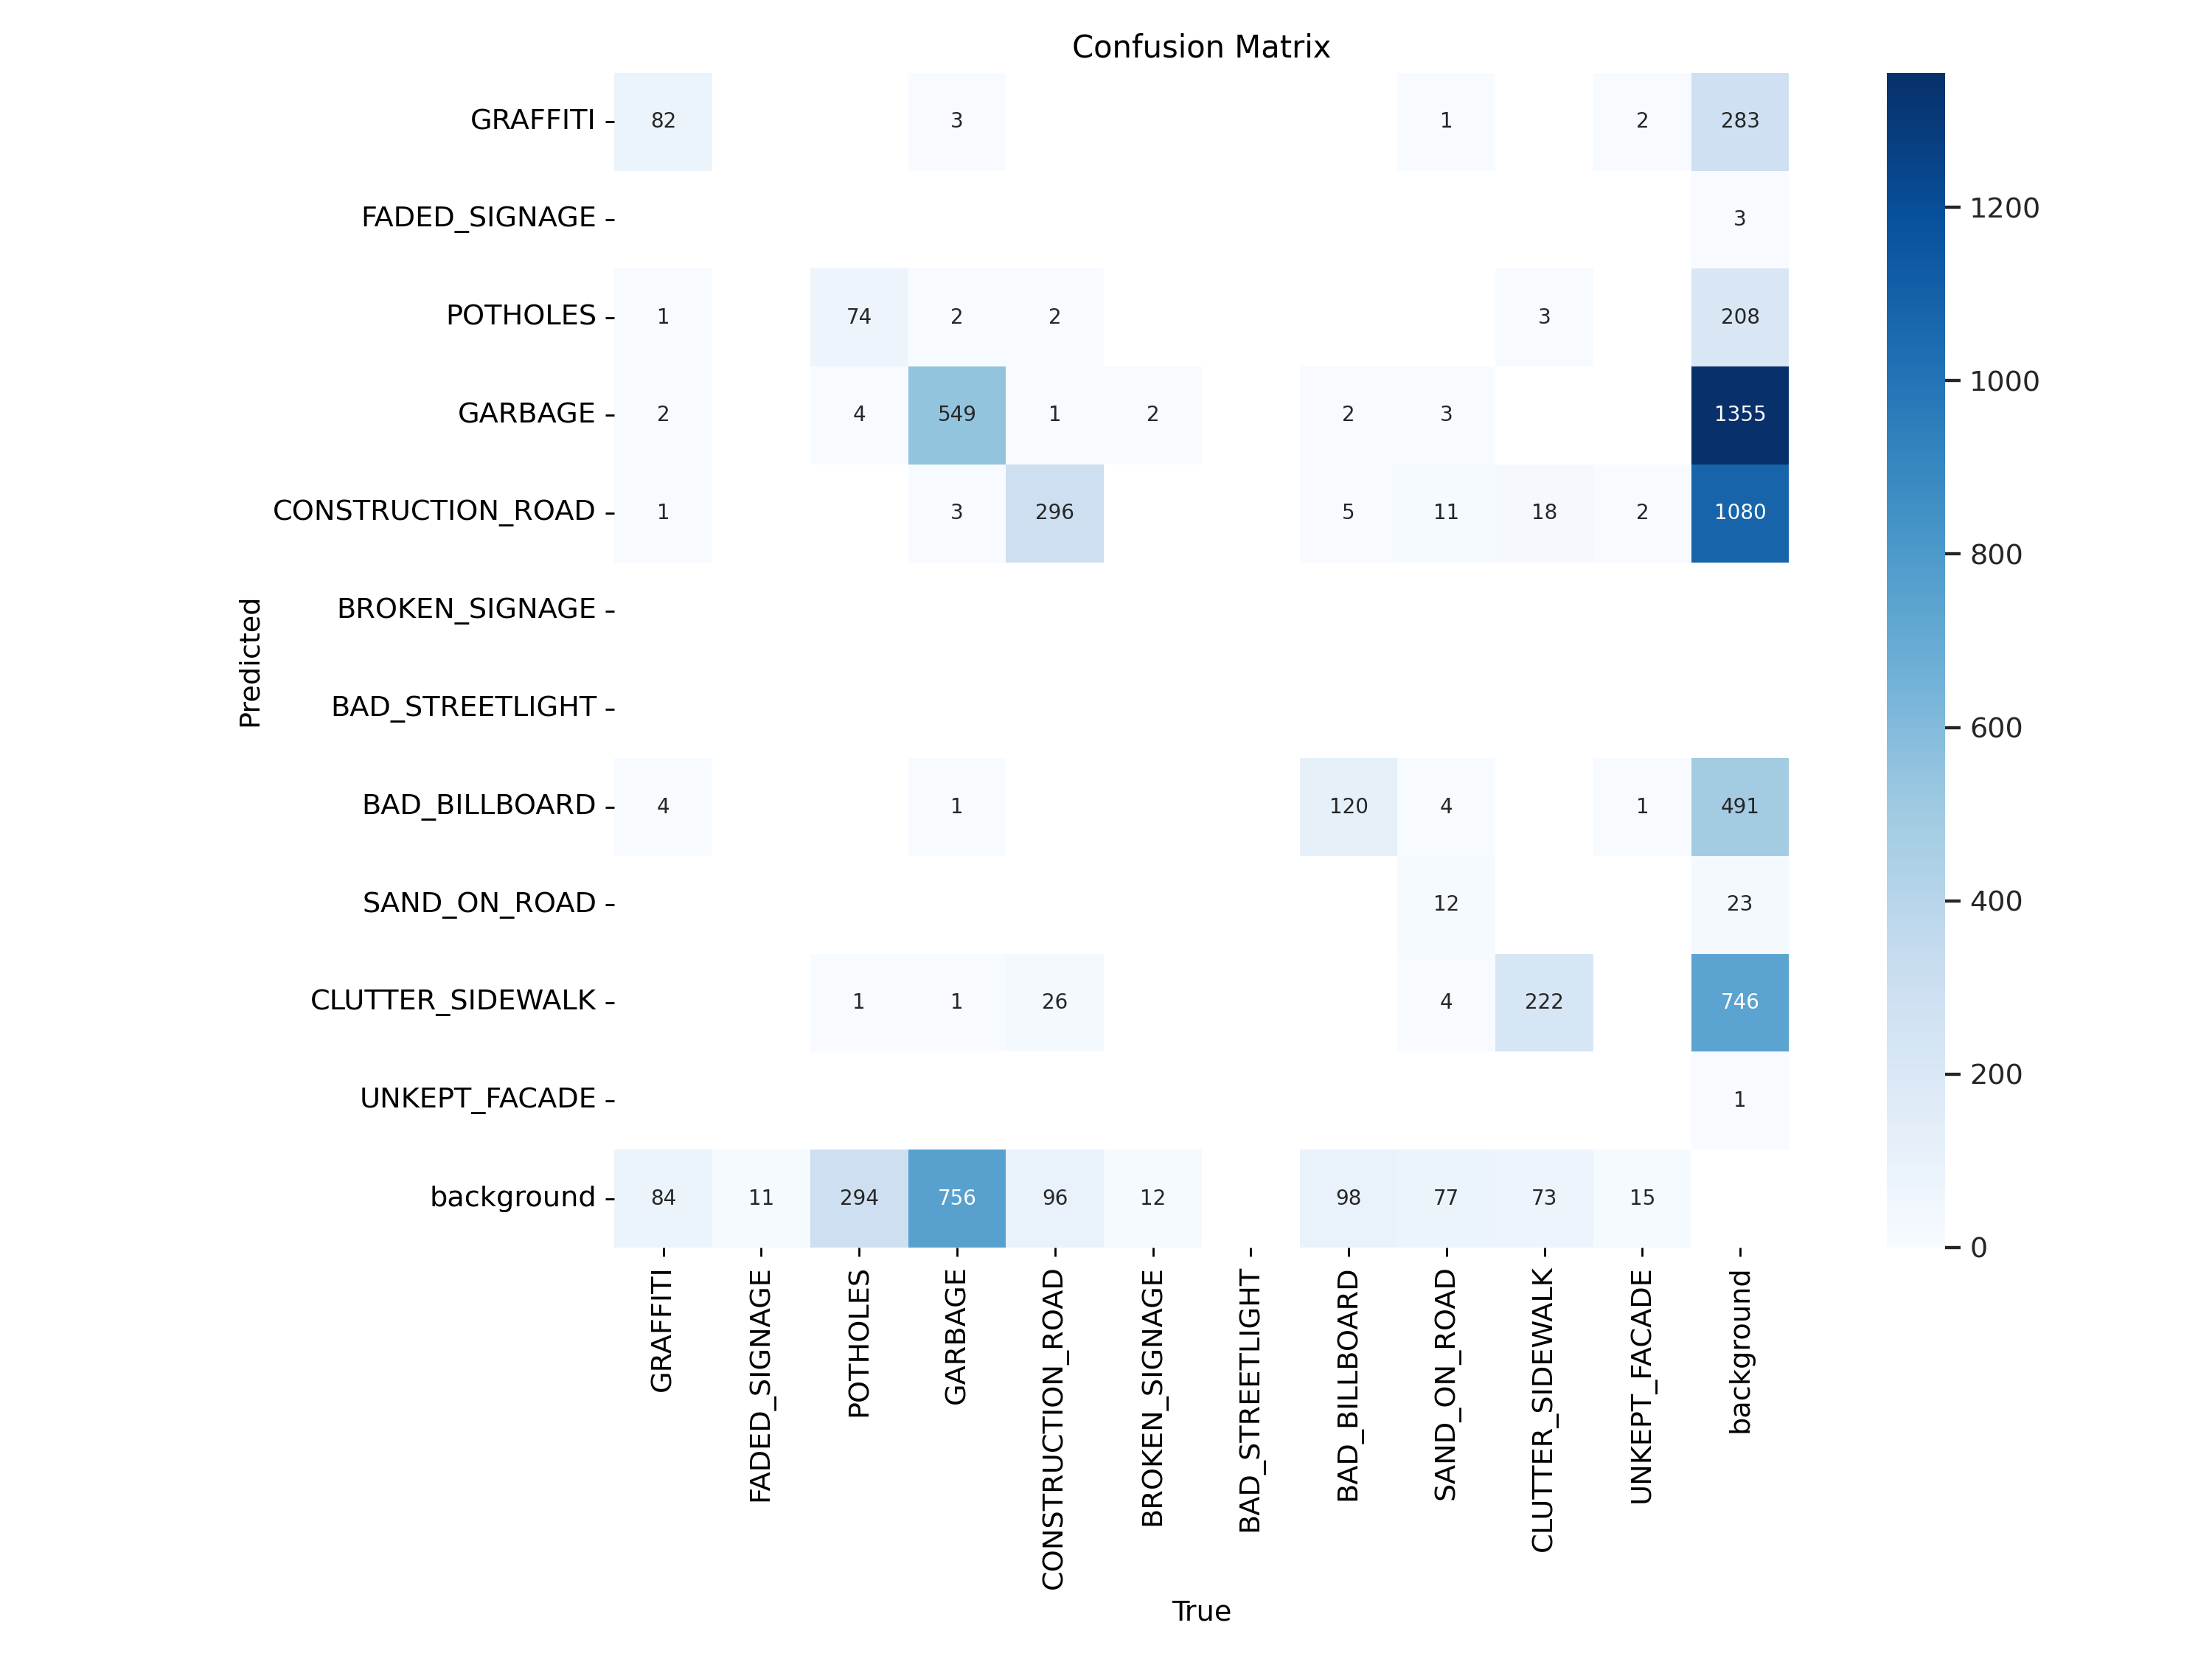 Confusion Matrix
GRAFFITI 82 3 1 2 283
FADED_SIGNAGE 3
POTHOLES 1 74 2 2 3 208
GARBAGE 2 4 549 1 2 2 3 1355
CONSTRUCTION_ROAD 1 3 296 5 11 18 2 1080
BROKEN_SIGNAGE
BAD_STREETLIGHT
BAD_BILLBOARD 4 1 120 4 1 491
SAND_ON_ROAD 12 23
CLUTTER_SIDEWALK 1 1 26 4 222 746
UNKEPT_FACADE 1
background 84 11 294 756 96 12 98 77 73 15
Predicted
GRAFFITI
FADED_SIGNAGE
POTHOLES
GARBAGE
CONSTRUCTION_ROAD
BROKEN_SIGNAGE
BAD_STREETLIGHT
BAD_BILLBOARD
SAND_ON_ROAD
CLUTTER_SIDEWALK
UNKEPT_FACADE
background
True
1200
1000
800
600
400
200
0